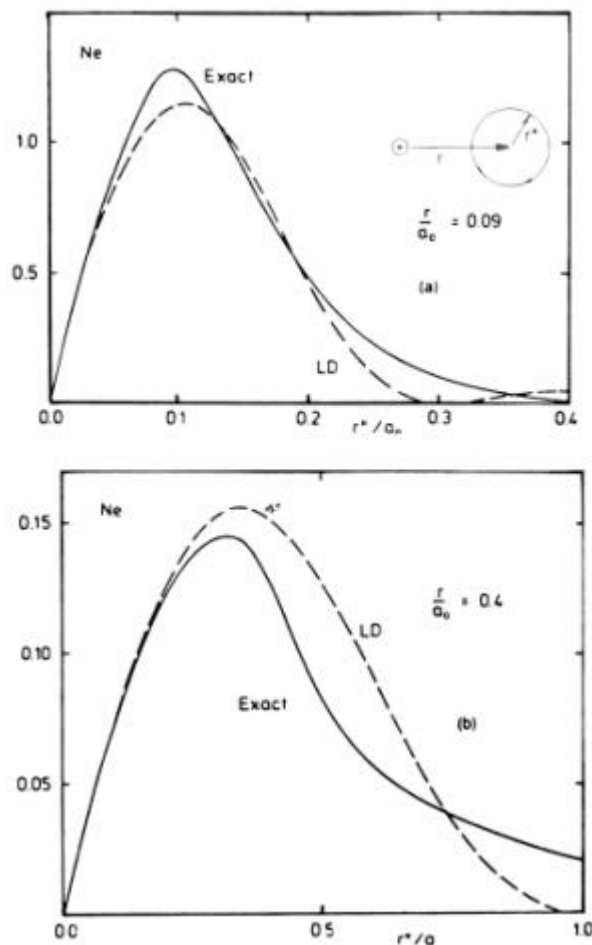 Ne
Exact
1.0
r"
r
r/a₀ = 0.09
0.5
(a)
LD
0.0 0.1 0.2 0.3 0.4
r"/a₀
0.15
Ne
r/a₀ = 0.4
LD
0.10
Exact
(b)
0.05
0.0 0.5 1.0
r"/a